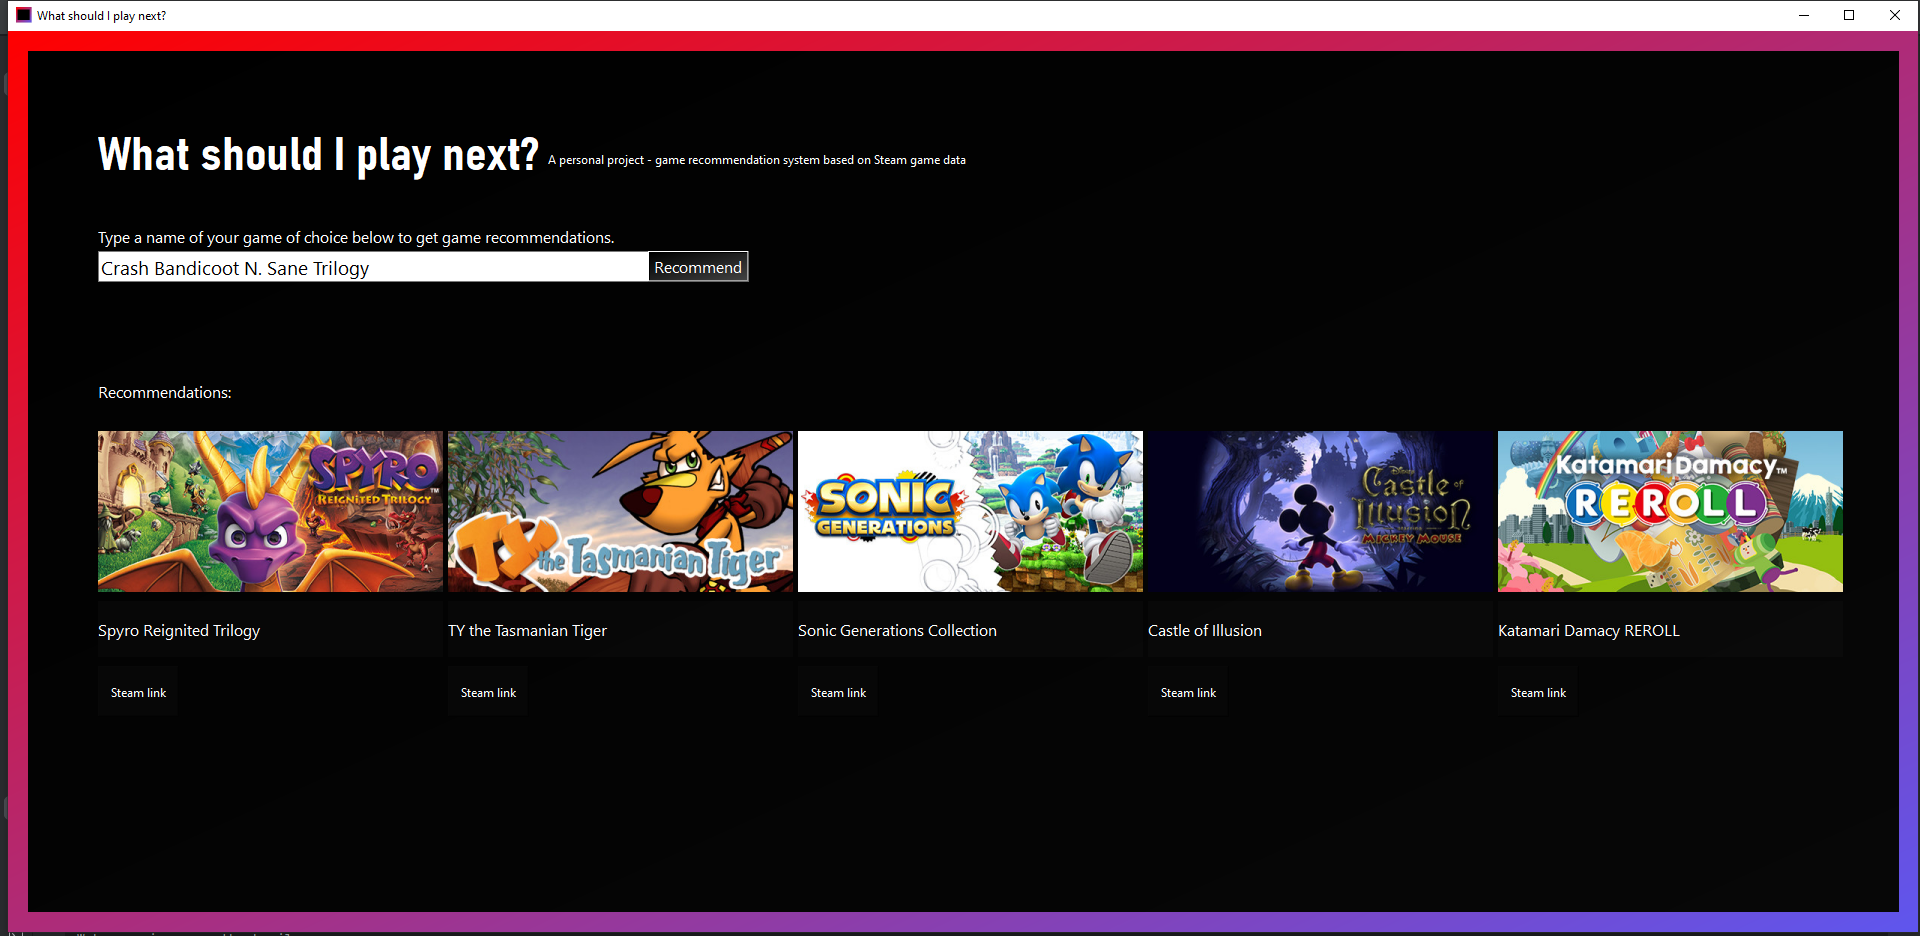 What should I play next?
What should I play next? A personal project - game recommendation system based on Steam game data
Type a name of your game of choice below to get game recommendations.
Crash Bandicoot N. Sane Trilogy Recommend
Recommendations:
SPYRO
REIGNITED TRILOGY™
TY the Tasmanian Tiger
SONIC
GENERATIONS
Disney
Castle of
Illusion
STARRING
MICKEY MOUSE
Katamari Damacy™
REROLL
Spyro Reignited Trilogy
TY the Tasmanian Tiger
Sonic Generations Collection
Castle of Illusion
Katamari Damacy REROLL
Steam link
Steam link
Steam link
Steam link
Steam link